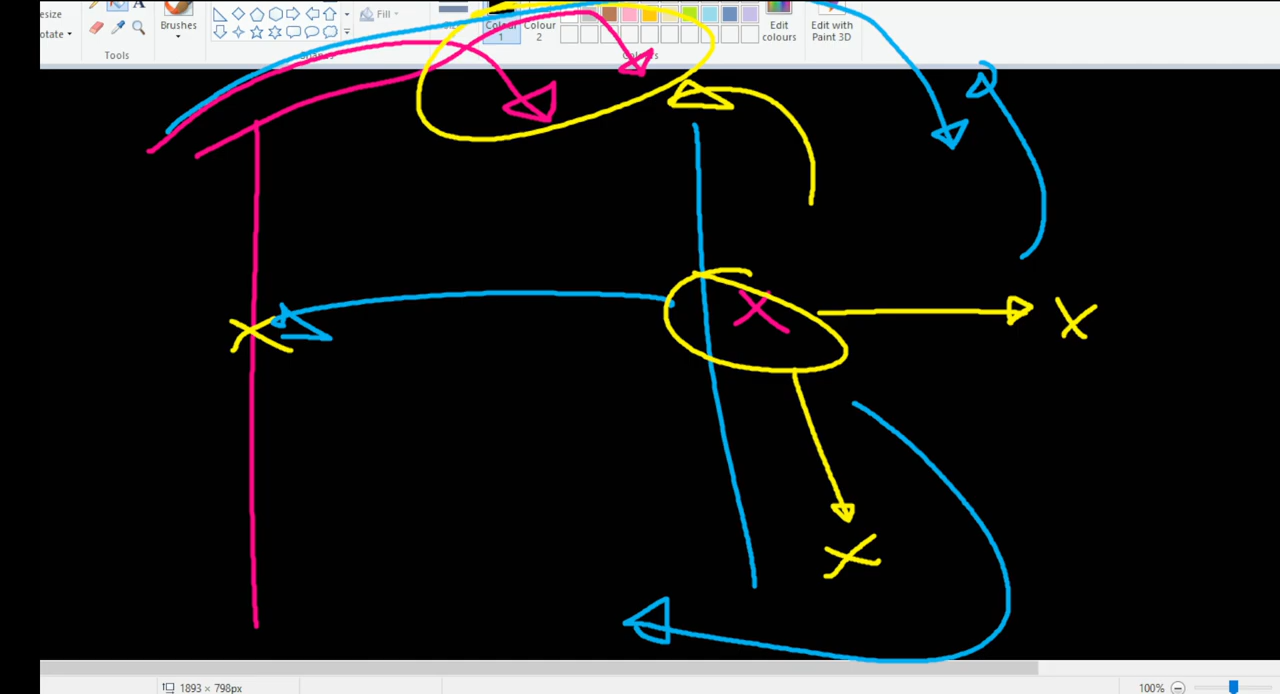 esize
otate
A
Brushes
Tools
Fill
Colour
1
Colour
2
Edit
colours
Edit with
Paint 3D
X
X
X
X
1893 × 798px
100%